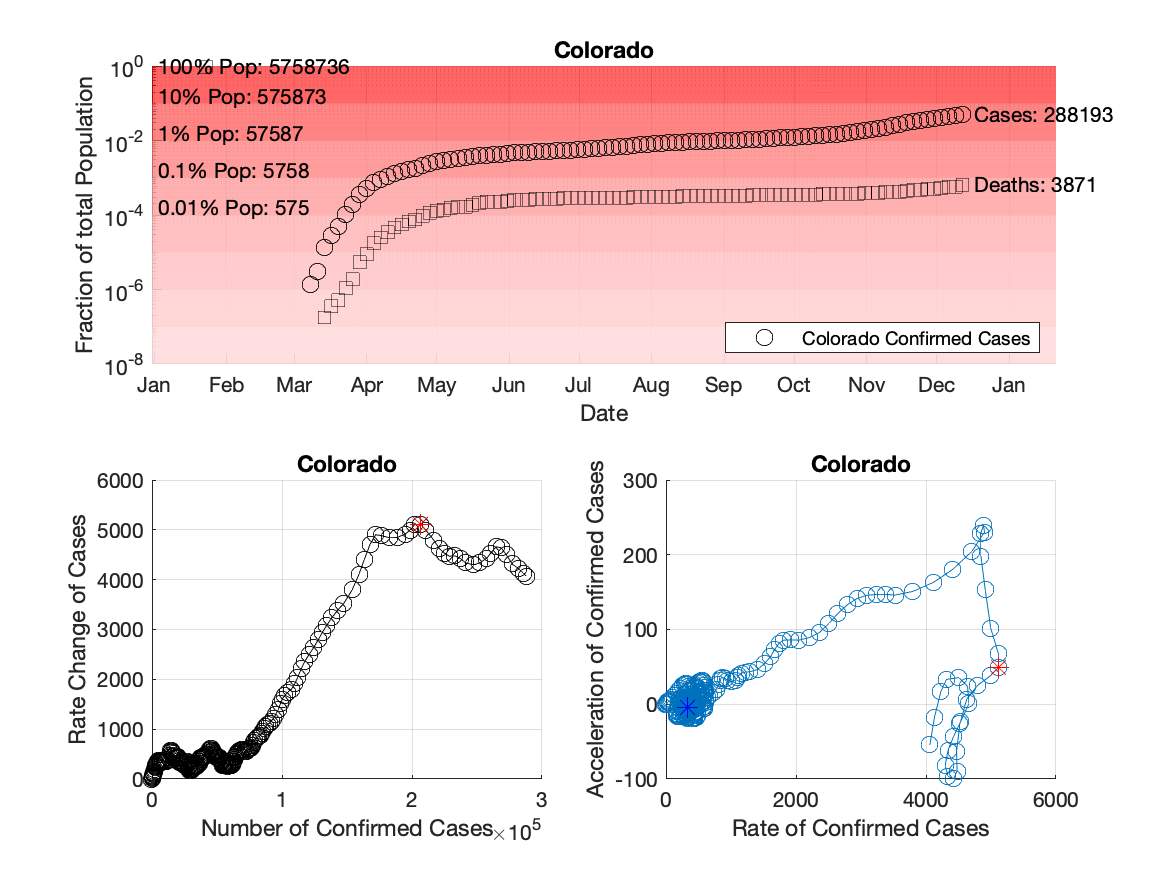 Colorado
Fraction of total Population
10^0
10^-2
10^-4
10^-6
10^-8
100% Pop: 5758736
10% Pop: 575873
1% Pop: 57587
0.1% Pop: 5758
0.01% Pop: 575
Cases: 288193
Deaths: 3871
Colorado Confirmed Cases
Jan Feb Mar Apr May Jun Jul Aug Sep Oct Nov Dec Jan
Date
Colorado
Rate Change of Cases
6000
5000
4000
3000
2000
1000
0
0 1 2 3
Number of Confirmed Cases ×10^5
Colorado
Acceleration of Confirmed Cases
300
200
100
0
-100
0 2000 4000 6000
Rate of Confirmed Cases